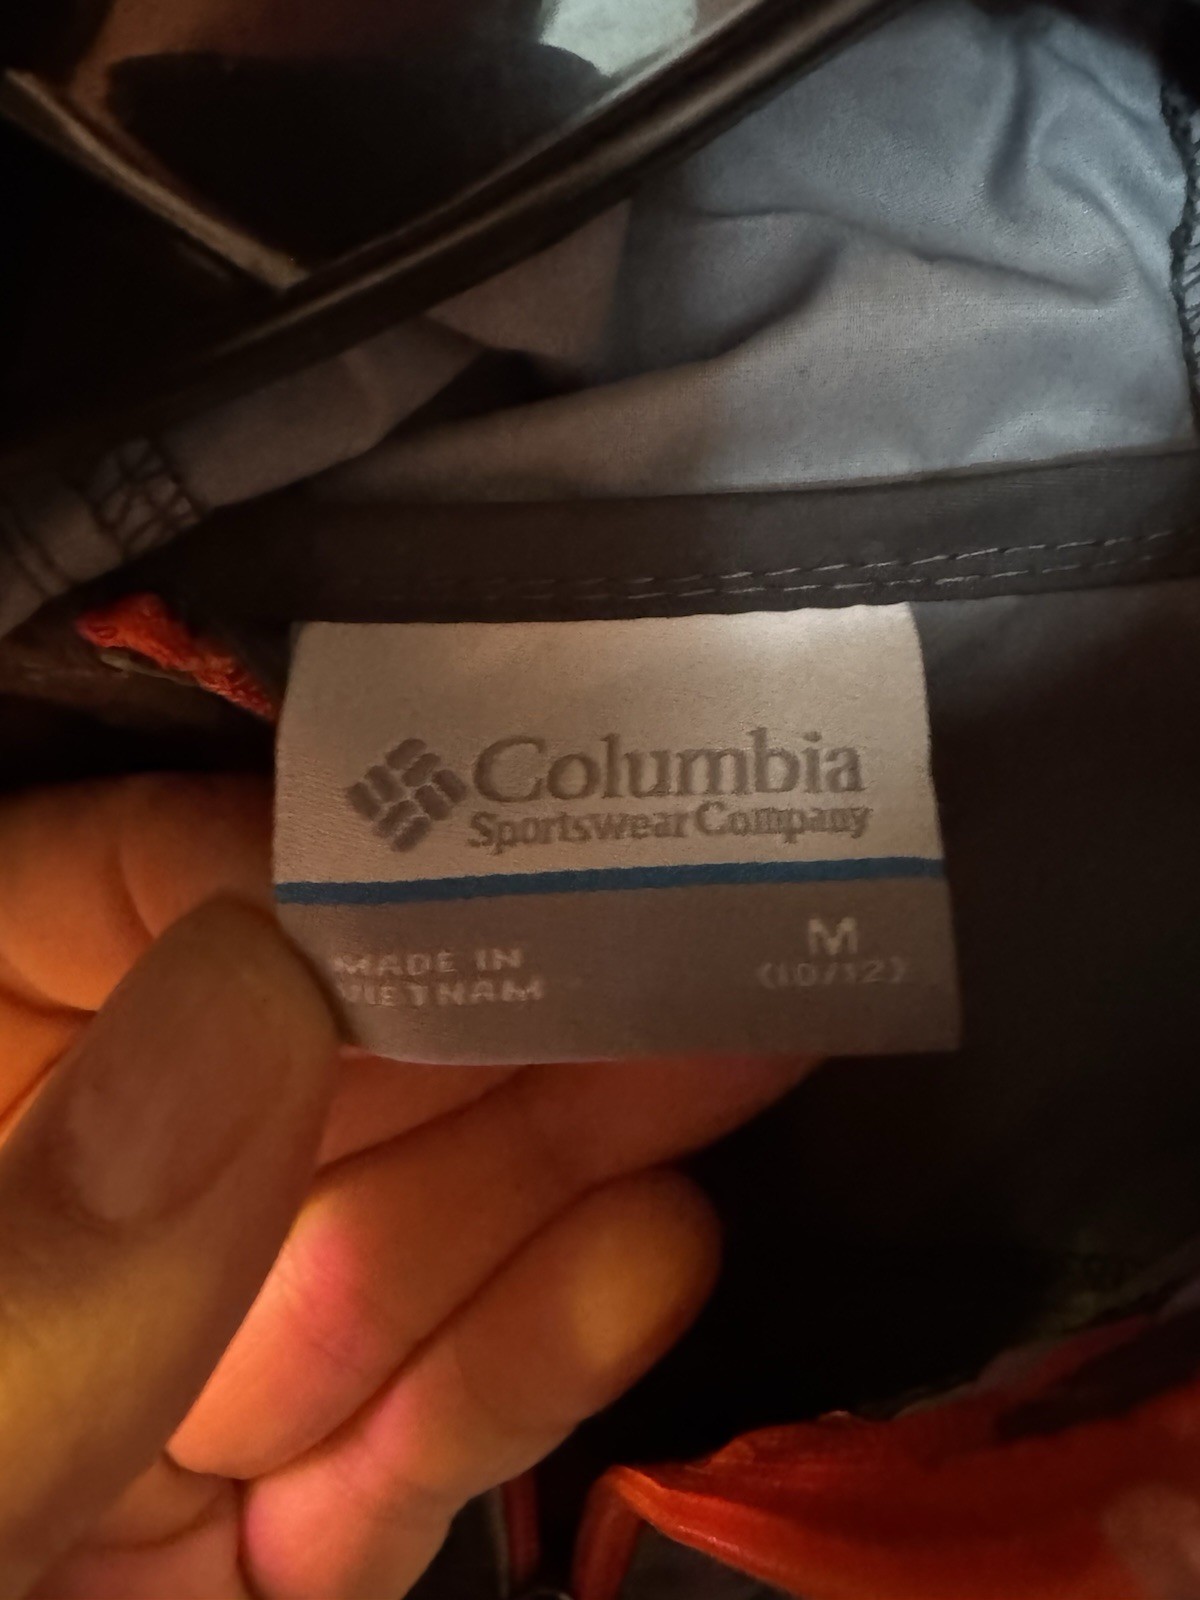 Columbia
Sportswear Company
MADE IN
VIETNAM
M
(10/12)